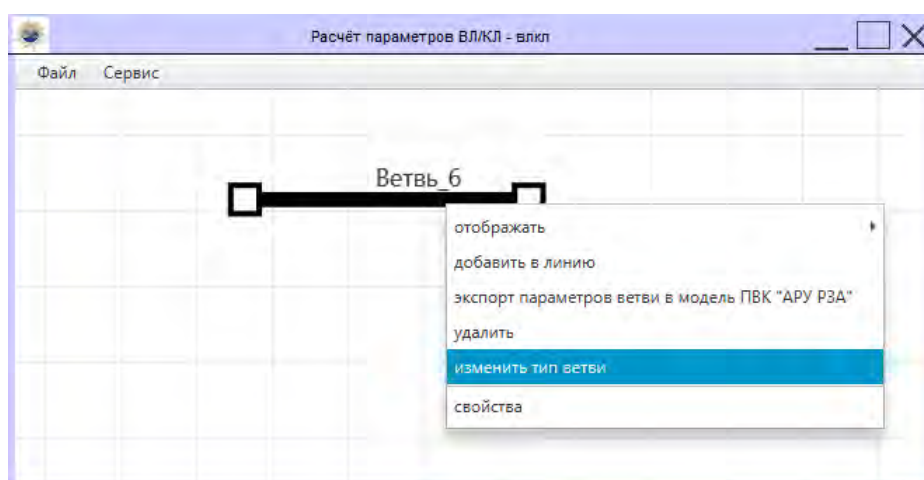 Расчёт параметров ВЛ/КЛ - влкл
Файл Сервис
Ветвь_6
отображать
добавить в линию
экспорт параметров ветви в модель ПВК "АРУ РЗА"
удалить
изменить тип ветви
свойства